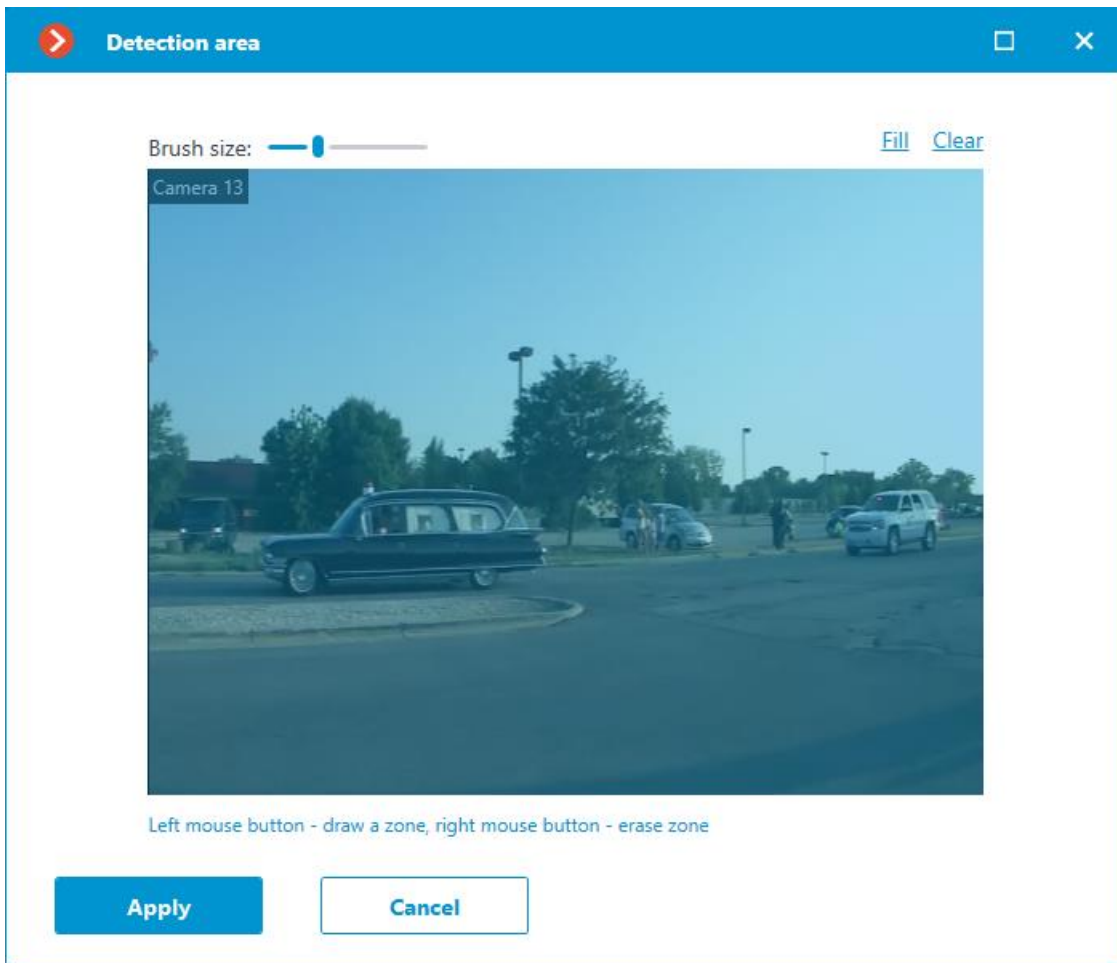 Detection area
Brush size:
Fill Clear
Camera 13
Left mouse button - draw a zone, right mouse button - erase zone
Apply Cancel